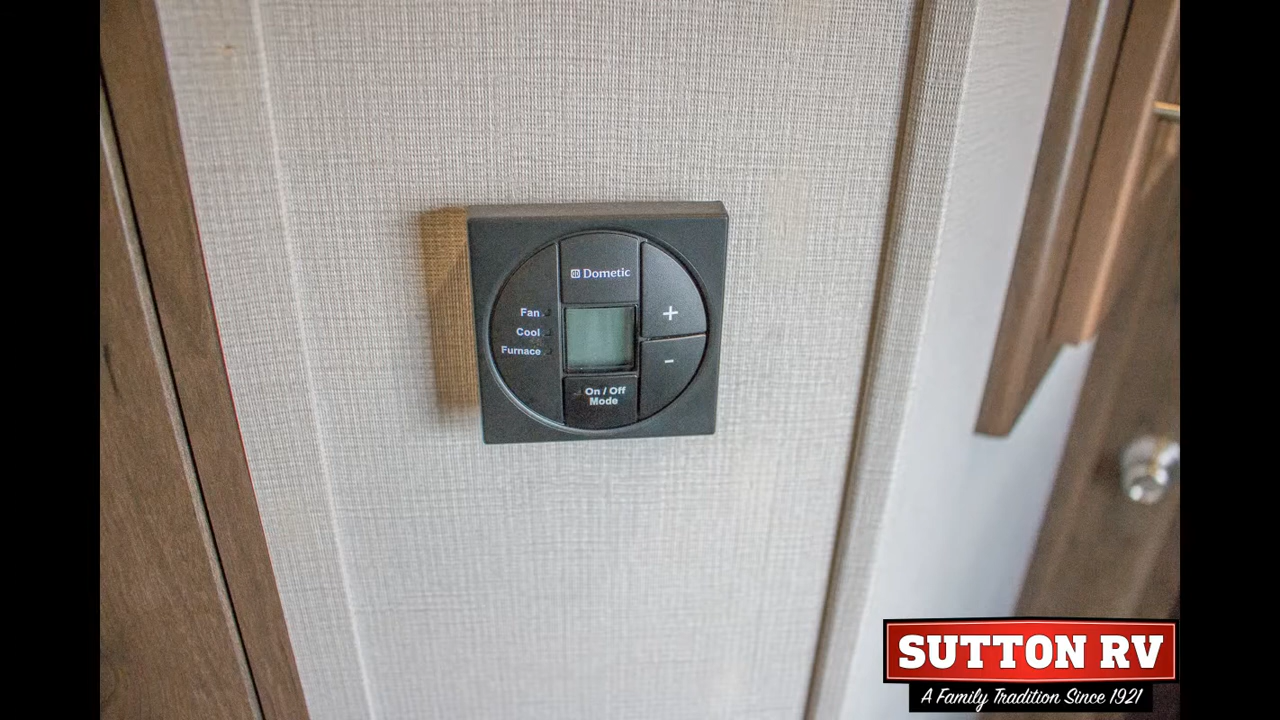 Dometic
Fan
Cool
Furnace
+
-
On / Off
Mode
SUTTON RV
A Family Tradition Since 1921